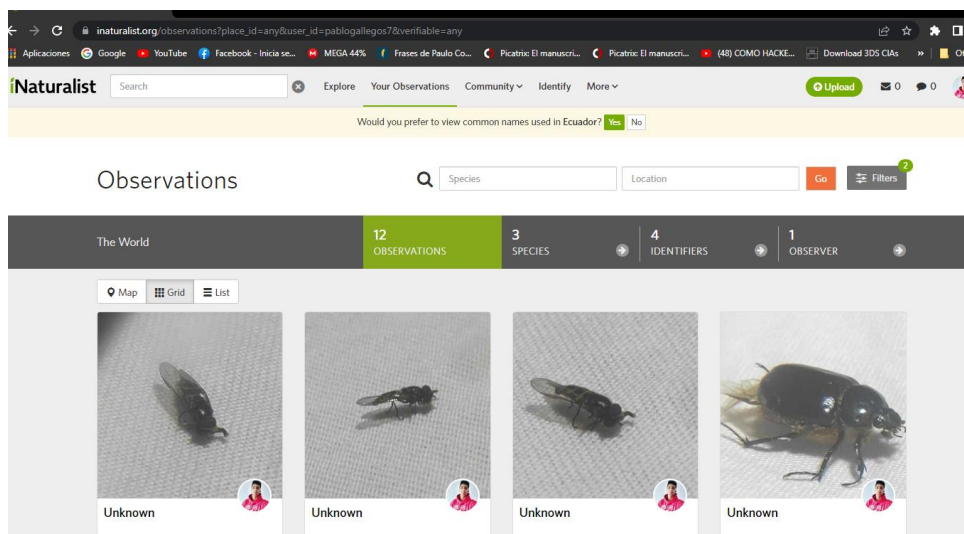 inaturalist.org/observations?place_id=any&user_id=pablogallegos7&verifiable=any
Aplicaciones Google YouTube Facebook - Inicia se... MEGA 44% Frases de Paulo Co... Picatrix: El manuscri... Picatrix: El manuscri... (48) COMO HACKE... Download 3DS CIAs »
iNaturalist Search Explore Your Observations Community Identify More Upload 0 0
Would you prefer to view common names used in Ecuador? Yes No
Observations Species Location Go Filters 2
The World 12 OBSERVATIONS 3 SPECIES 4 IDENTIFIERS 1 OBSERVER
Map Grid List
Unknown Unknown Unknown Unknown